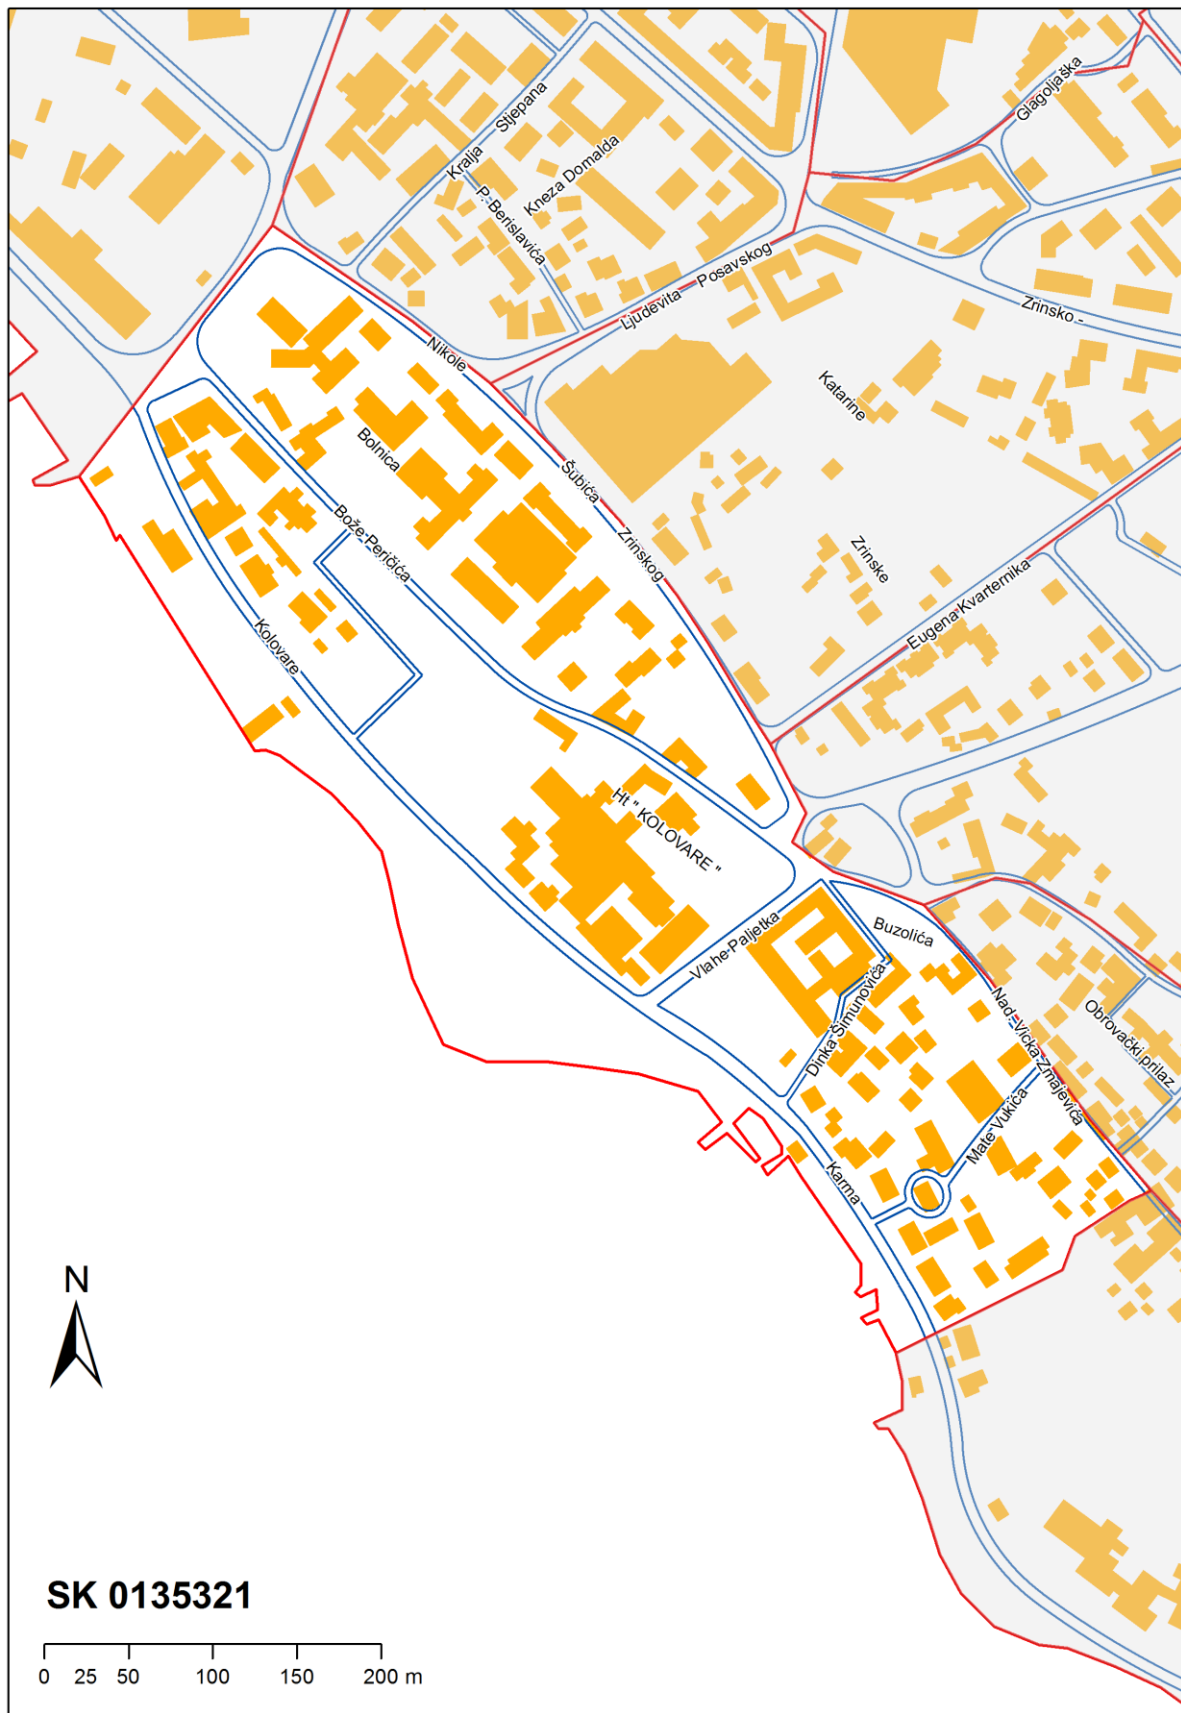 Glagoljaška
Stjepana
Kralja
Kneza Domalda
P. Berislavića
Ljudevita
Posavskog
Zrinsko -
Nikole
Katarine
Bolnica
Šubića
Bože Peričića
Zrinskog
Zrinske
Eugena Kvarternika
Kolovare
Ht " KOLOVARE "
Vlahe Paljetka
Buzolića
Dinka Šimunovića
Nad. Vicka Zmajevića
Obrovački prilaz
Mate Vukića
Karma
N
SK 0135321
0 25 50 100 150 200 m